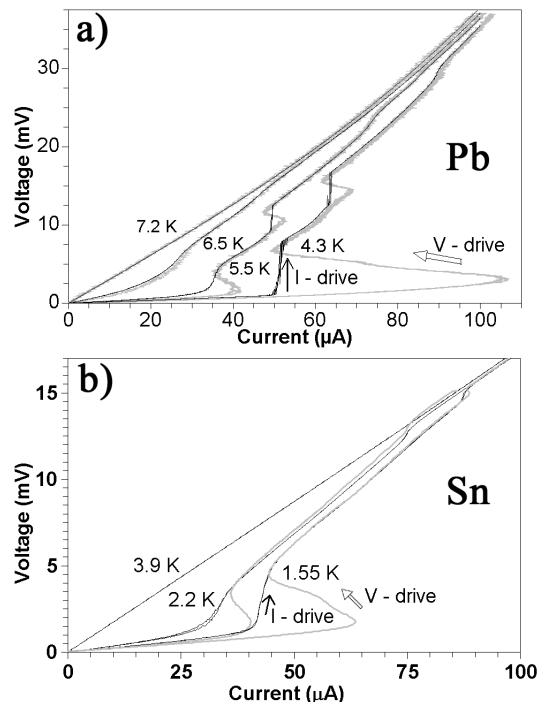 a)
Voltage (mV)
30
20
10
0
Pb
7.2 K
6.5 K
5.5 K
4.3 K
V - drive
I - drive
0 20 40 60 80 100
Current (µA)
b)
Voltage (mV)
15
10
5
0
Sn
3.9 K
2.2 K
1.55 K
V - drive
I - drive
0 25 50 75 100
Current (µA)